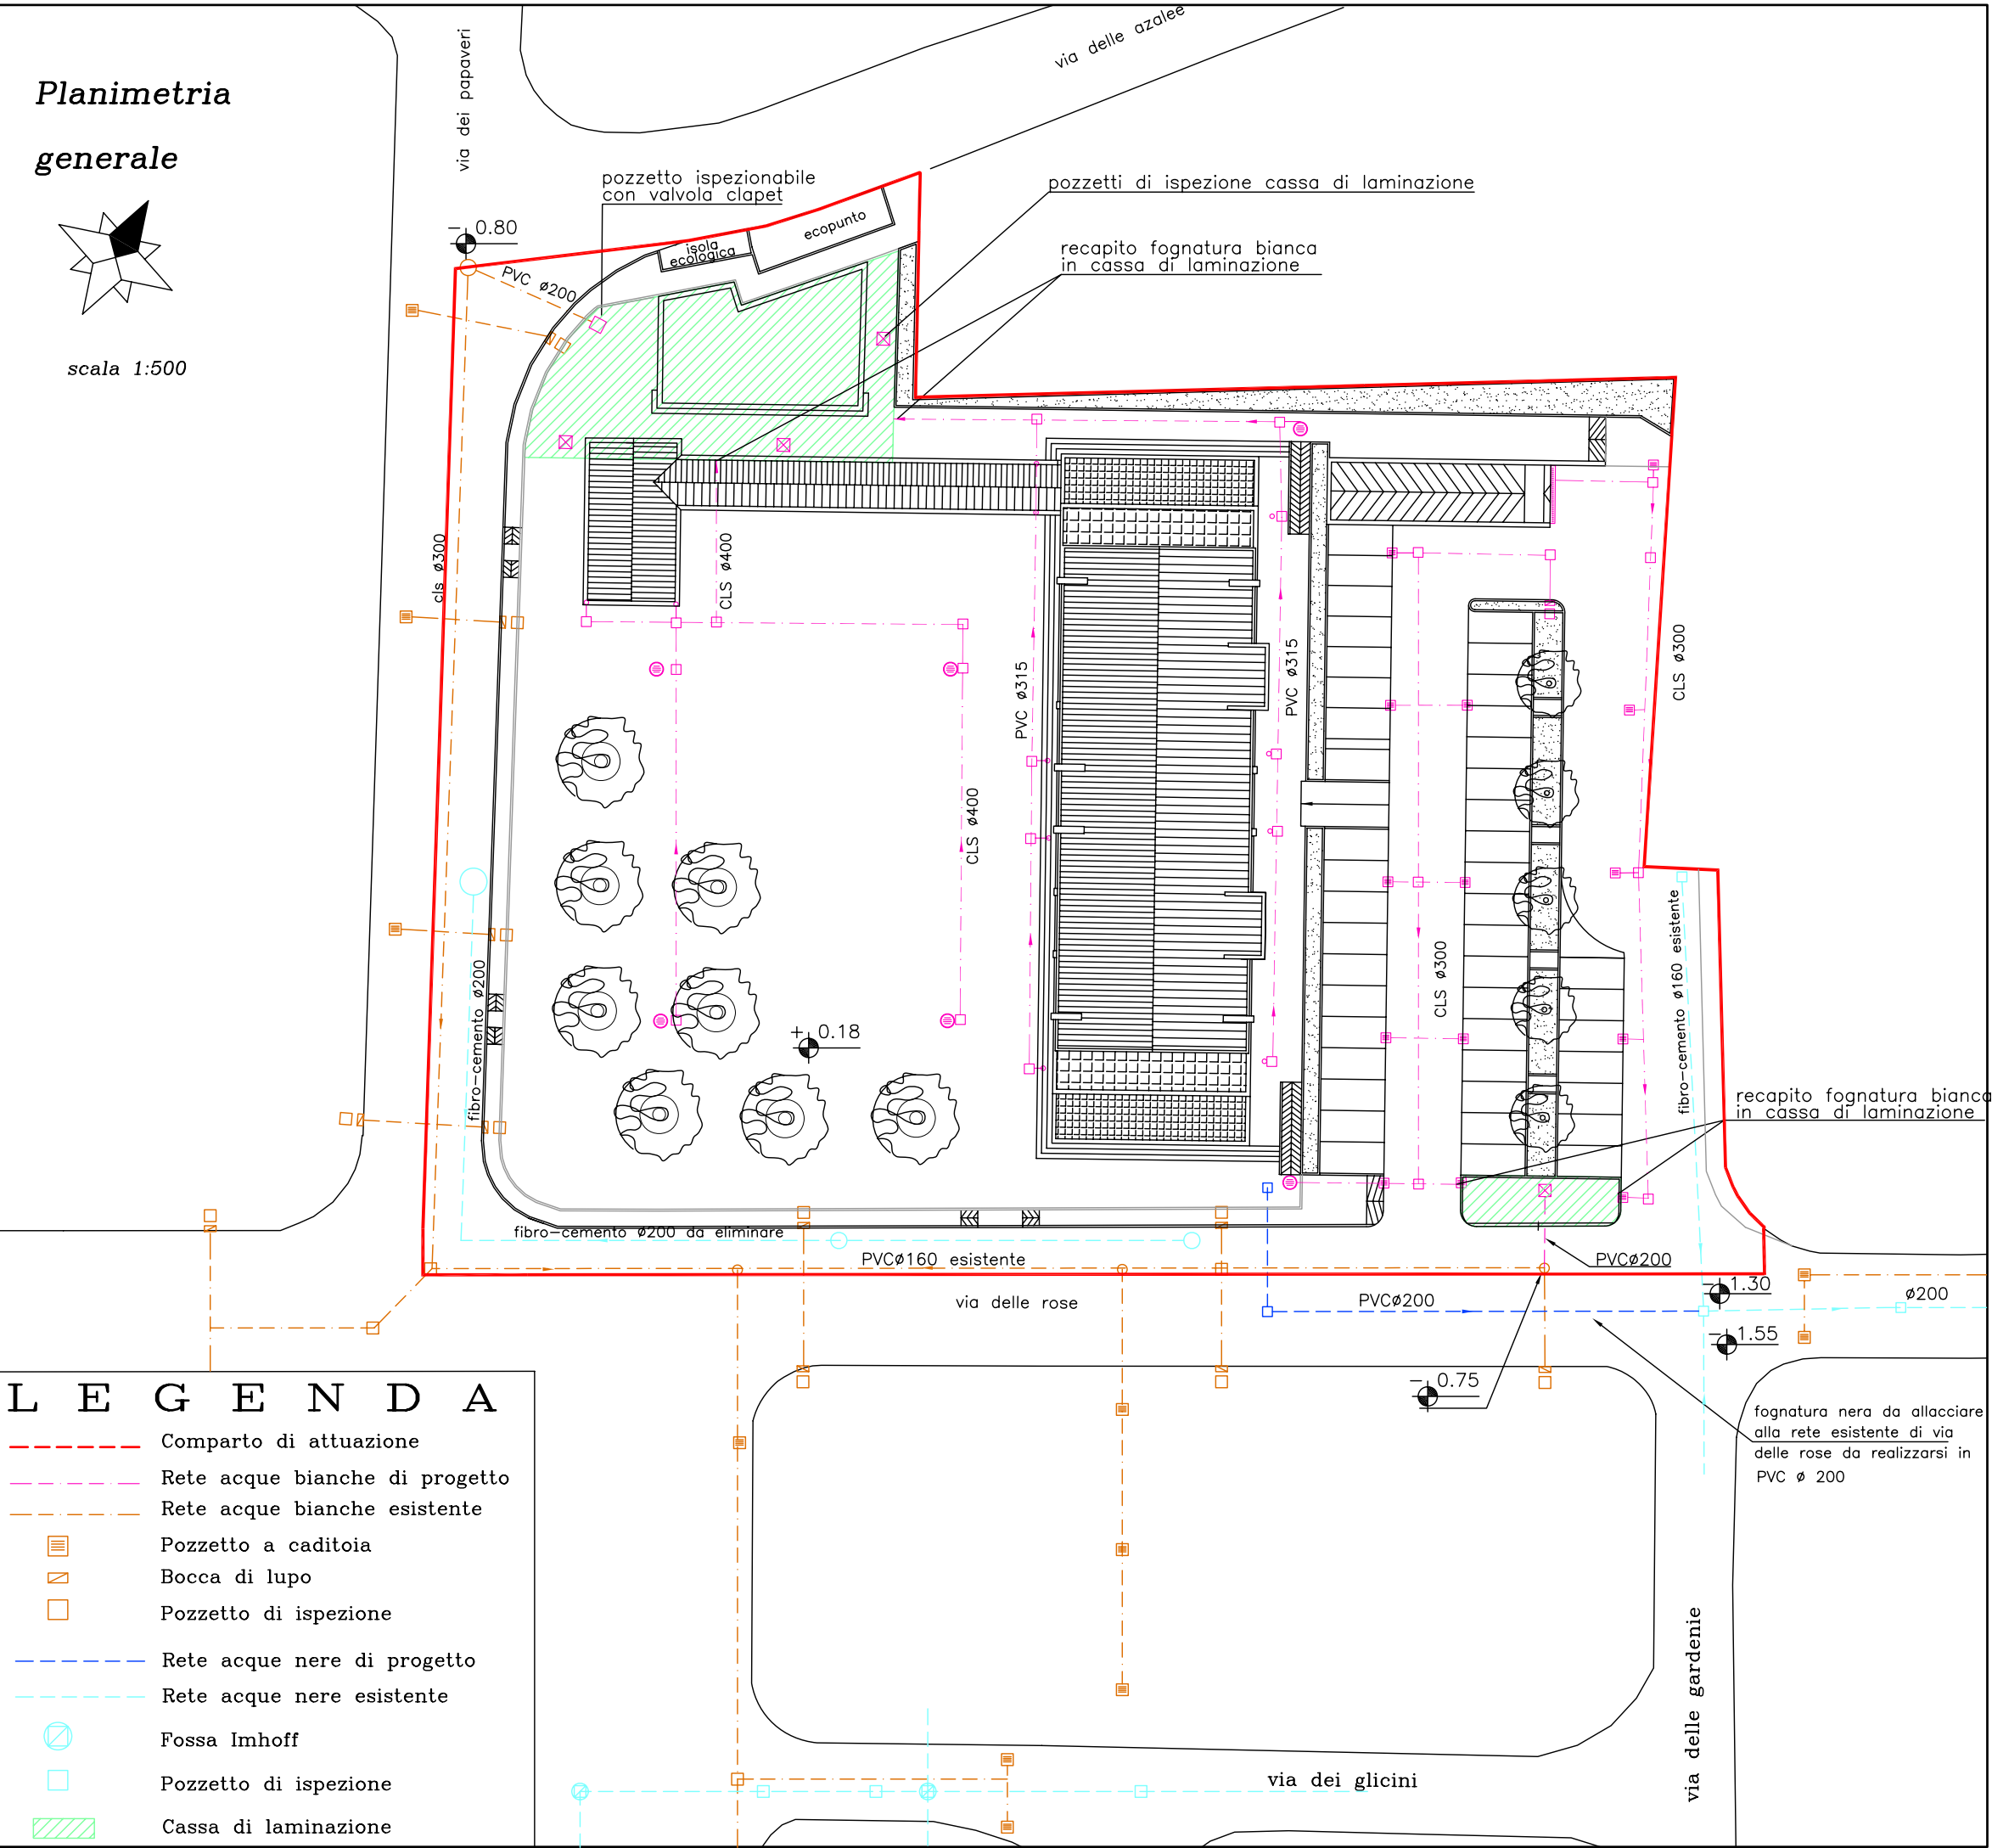 Planimetria
generale
scala 1:500
via dei papaveri
via delle azalee
pozzetto ispezionabile
con valvola clapet
pozzetti di ispezione cassa di laminazione
recapito fognatura bianca
in cassa di laminazione
- 0.80
PVC ø200
isola
ecologica
ecopunto
cls ø300
CLS ø400
PVC ø315
PVC ø315
CLS ø300
CLS ø400
CLS ø300
fibro-cemento ø200
fibro-cemento ø160 esistente
+ 0.18
recapito fognatura bianca
in cassa di laminazione
fibro-cemento ø200 da eliminare
PVCø160 esistente
PVCø200
via delle rose
PVCø200
- 1.30
ø200
- 1.55
- 0.75
fognatura nera da allacciare
alla rete esistente di via
delle rose da realizzarsi in
PVC ø 200
via delle gardenie
via dei glicini
LEGENDA
Comparto di attuazione
Rete acque bianche di progetto
Rete acque bianche esistente
Pozzetto a caditoia
Bocca di lupo
Pozzetto di ispezione
Rete acque nere di progetto
Rete acque nere esistente
Fossa Imhoff
Pozzetto di ispezione
Cassa di laminazione